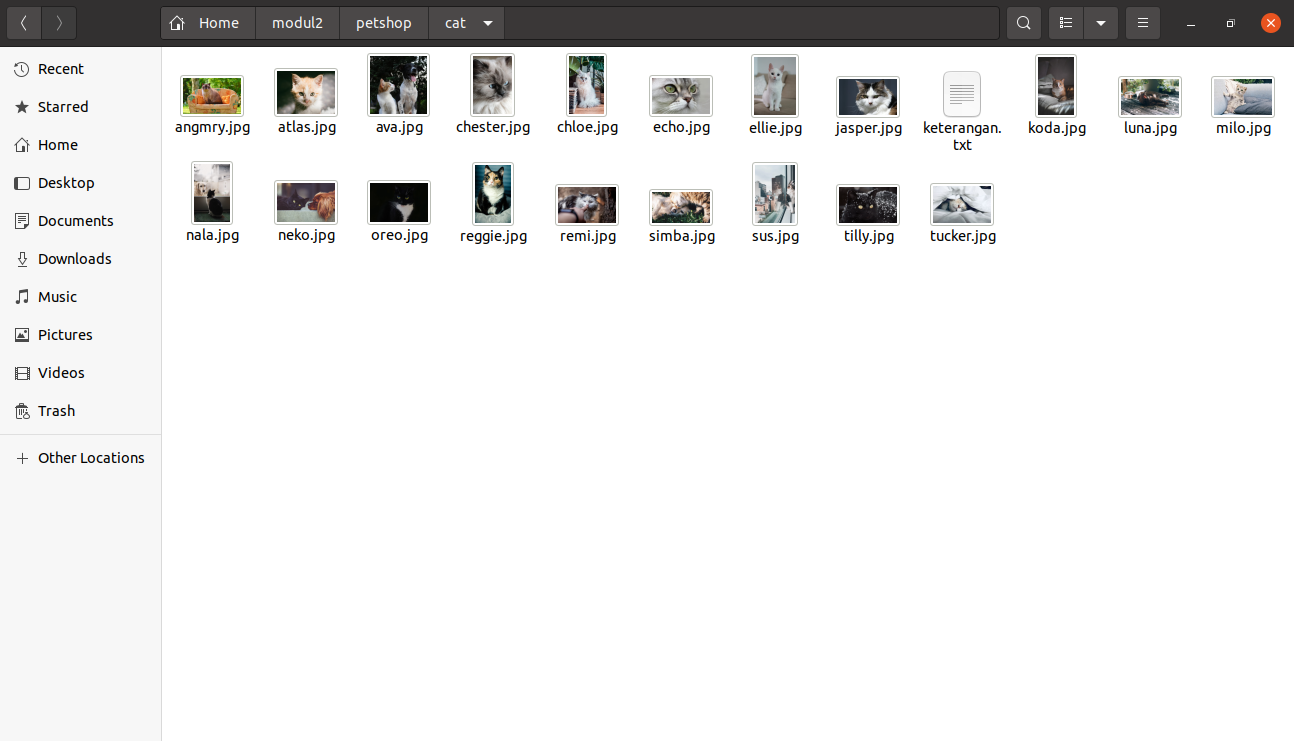 Home modul2 petshop cat
Recent
Starred
Home
Desktop
Documents
Downloads
Music
Pictures
Videos
Trash
Other Locations
angmry.jpg atlas.jpg ava.jpg chester.jpg chloe.jpg echo.jpg ellie.jpg jasper.jpg keterangan. koda.jpg luna.jpg milo.jpg
txt
nala.jpg neko.jpg oreo.jpg reggie.jpg remi.jpg simba.jpg sus.jpg tilly.jpg tucker.jpg